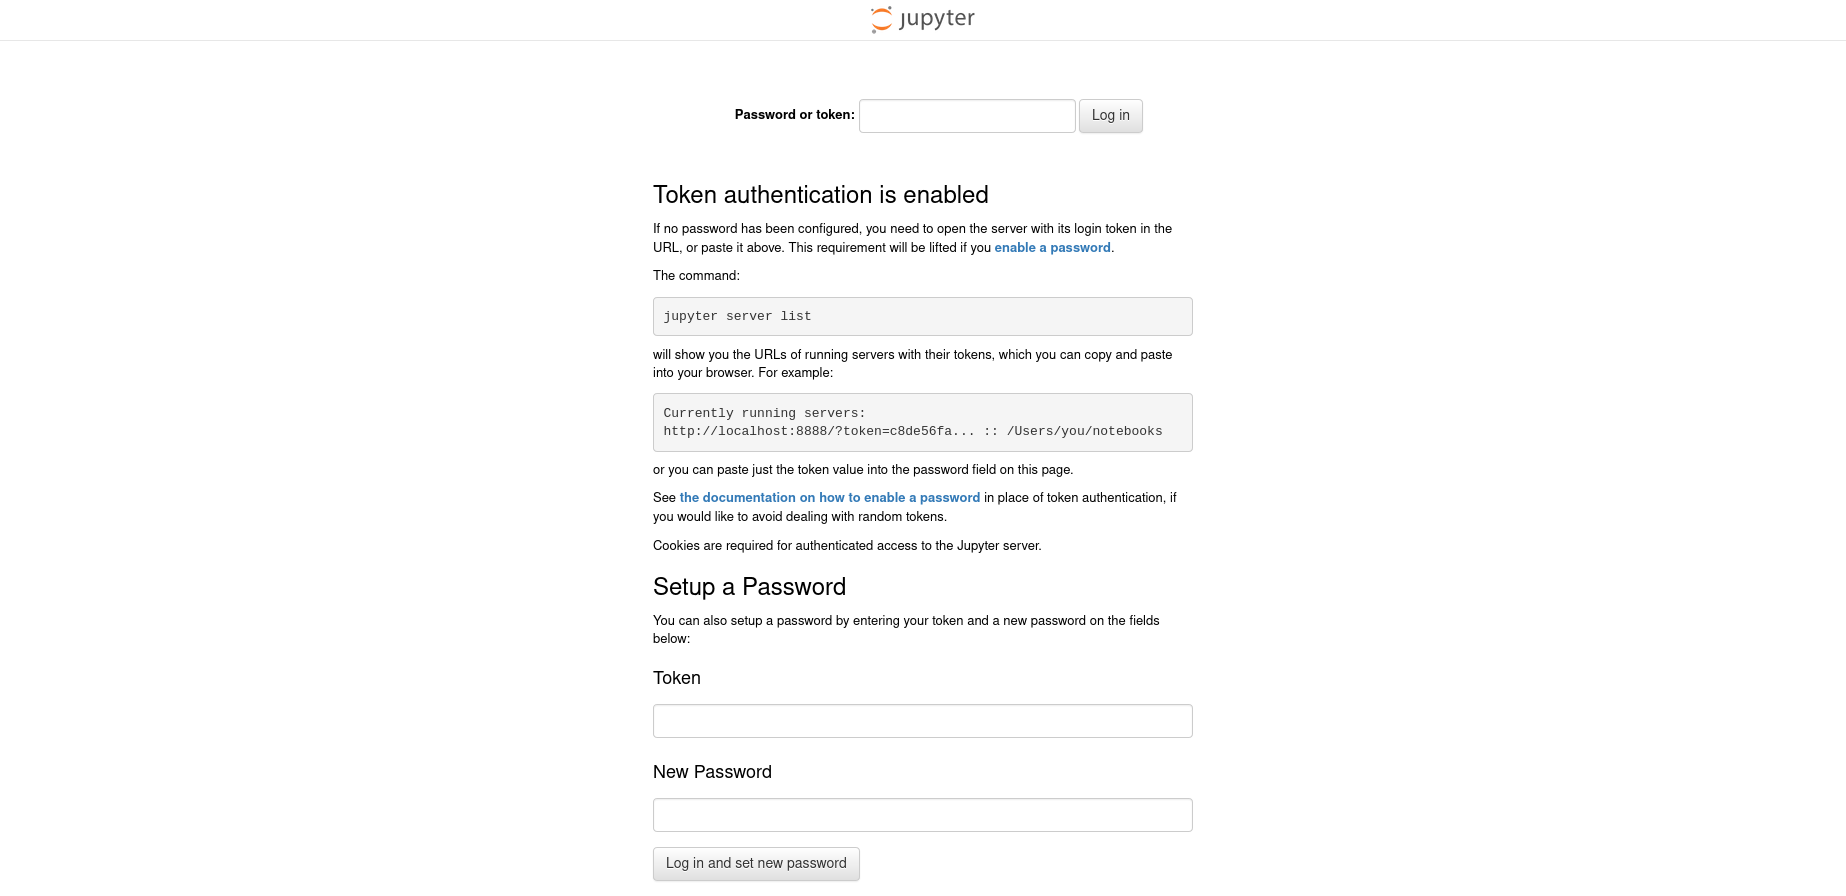 jupyter
Password or token:
Log in
Token authentication is enabled
If no password has been configured, you need to open the server with its login token in the
URL, or paste it above. This requirement will be lifted if you enable a password.
The command:
jupyter server list
will show you the URLs of running servers with their tokens, which you can copy and paste
into your browser. For example:
Currently running servers:
http://localhost:8888/?token=c8de56fa... :: /Users/you/notebooks
or you can paste just the token value into the password field on this page.
See the documentation on how to enable a password in place of token authentication, if
you would like to avoid dealing with random tokens.
Cookies are required for authenticated access to the Jupyter server.
Setup a Password
You can also setup a password by entering your token and a new password on the fields
below:
Token
New Password
Log in and set new password